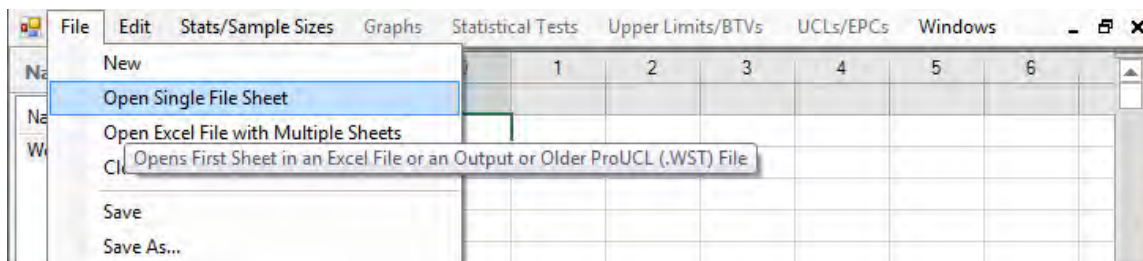 File Edit Stats/Sample Sizes Graphs Statistical Tests Upper Limits/BTVs UCLs/EPCs Windows
Na New 1 2 3 4 5 6
Open Single File Sheet
Na Open Excel File with Multiple Sheets
Opens First Sheet in an Excel File or an Output or Older ProUCL (.WST) File
Save
Save As...